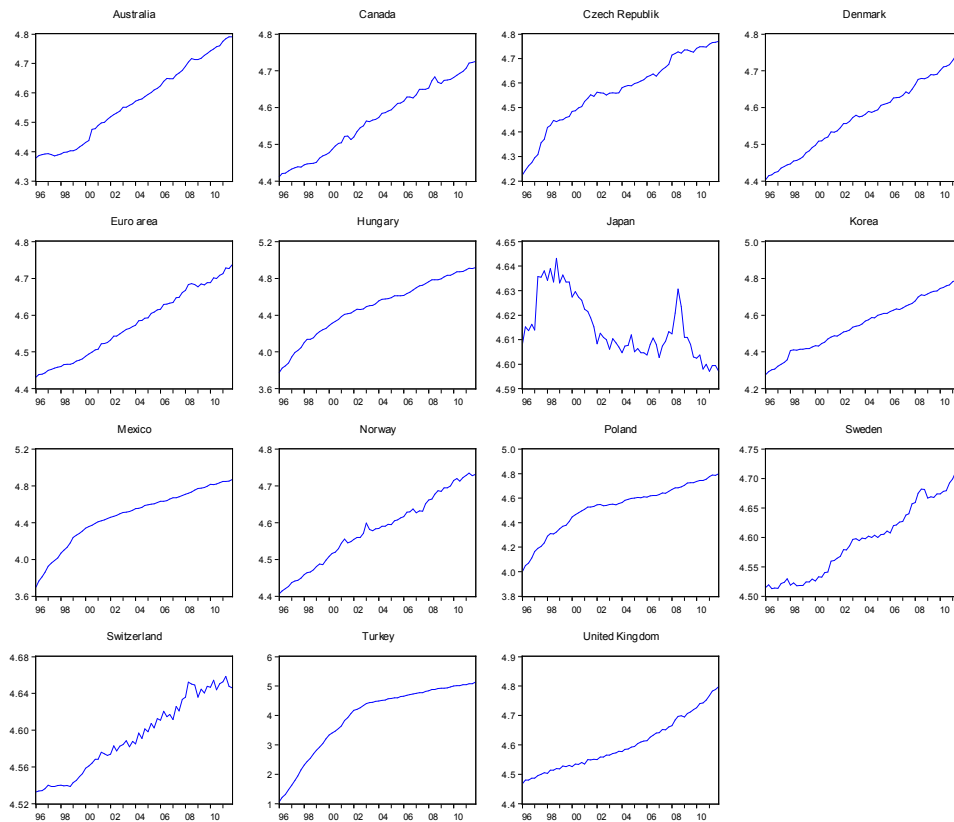 Australia
4.8
4.7
4.6
4.5
4.4
4.3
96 98 00 02 04 06 08 10
Canada
4.8
4.7
4.6
4.5
4.4
96 98 00 02 04 06 08 10
Czech Republik
4.8
4.7
4.6
4.5
4.4
4.3
4.2
96 98 00 02 04 06 08 10
Denmark
4.8
4.7
4.6
4.5
4.4
96 98 00 02 04 06 08 10
Euro area
4.8
4.7
4.6
4.5
4.4
96 98 00 02 04 06 08 10
Hungary
5.2
4.8
4.4
4.0
3.6
96 98 00 02 04 06 08 10
Japan
4.65
4.64
4.63
4.62
4.61
4.60
4.59
96 98 00 02 04 06 08 10
Korea
5.0
4.8
4.6
4.4
4.2
96 98 00 02 04 06 08 10
Mexico
5.2
4.8
4.4
4.0
3.6
96 98 00 02 04 06 08 10
Norway
4.8
4.7
4.6
4.5
4.4
96 98 00 02 04 06 08 10
Poland
5.0
4.8
4.6
4.4
4.2
4.0
3.8
96 98 00 02 04 06 08 10
Sweden
4.75
4.70
4.65
4.60
4.55
4.50
96 98 00 02 04 06 08 10
Switzerland
4.68
4.64
4.60
4.56
4.52
96 98 00 02 04 06 08 10
Turkey
6
5
4
3
2
1
96 98 00 02 04 06 08 10
United Kingdom
4.9
4.8
4.7
4.6
4.5
4.4
96 98 00 02 04 06 08 10